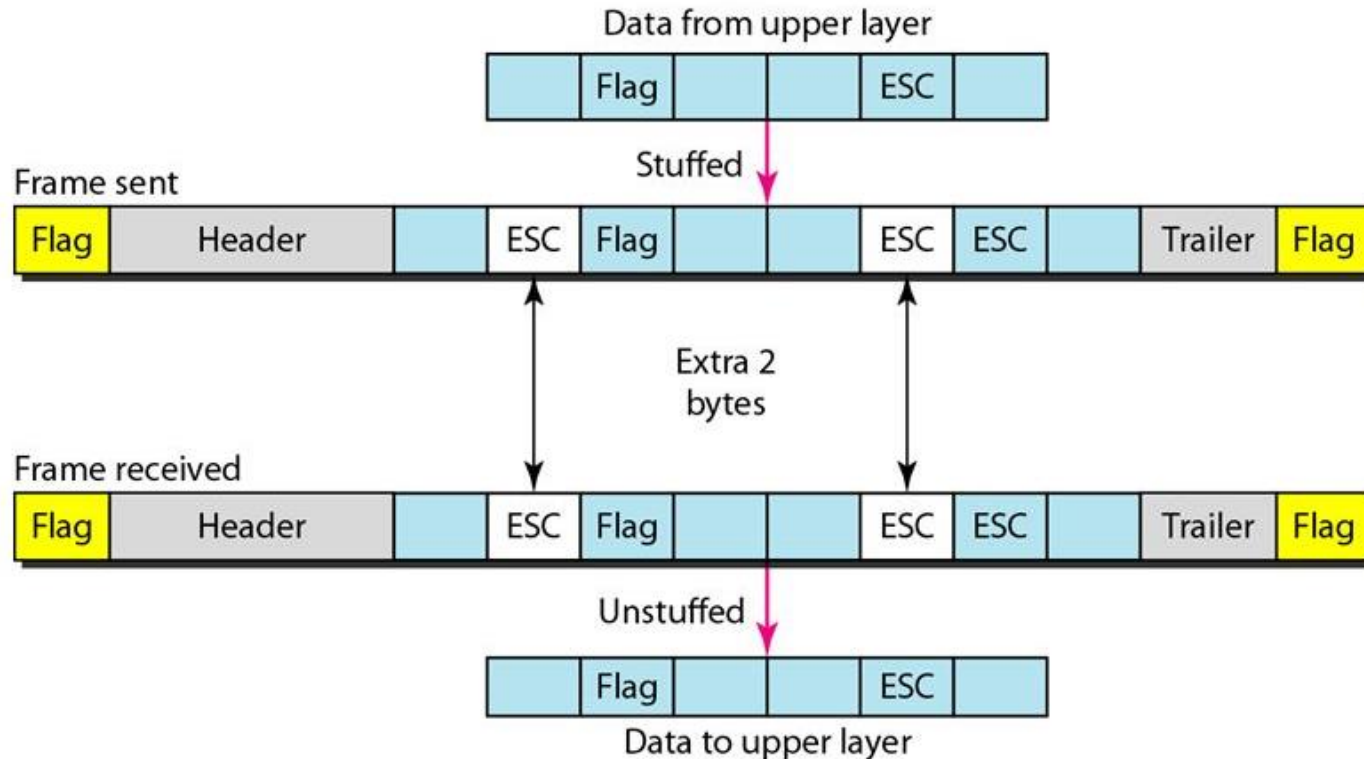 Data from upper layer
Flag ESC
Stuffed
Frame sent
Flag Header ESC Flag ESC ESC Trailer Flag
Extra 2
bytes
Frame received
Flag Header ESC Flag ESC ESC Trailer Flag
Unstuffed
Flag ESC
Data to upper layer